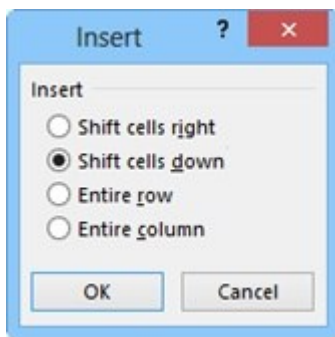 Insert ?
Insert
Shift cells right
Shift cells down
Entire row
Entire column
OK Cancel